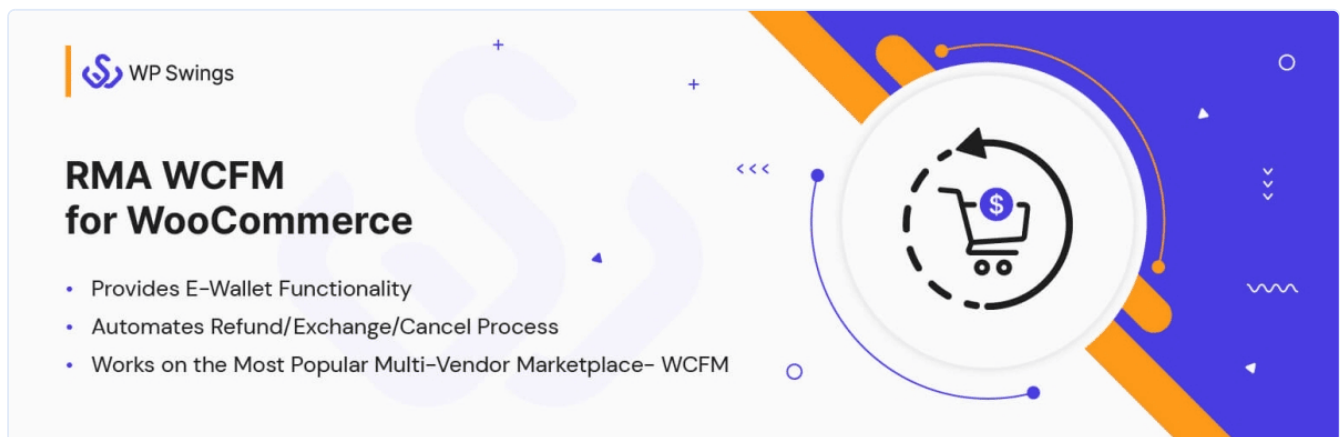 WP Swings
RMA WCFM
for WooCommerce
• Provides E-Wallet Functionality
• Automates Refund/Exchange/Cancel Process
• Works on the Most Popular Multi-Vendor Marketplace- WCFM
$